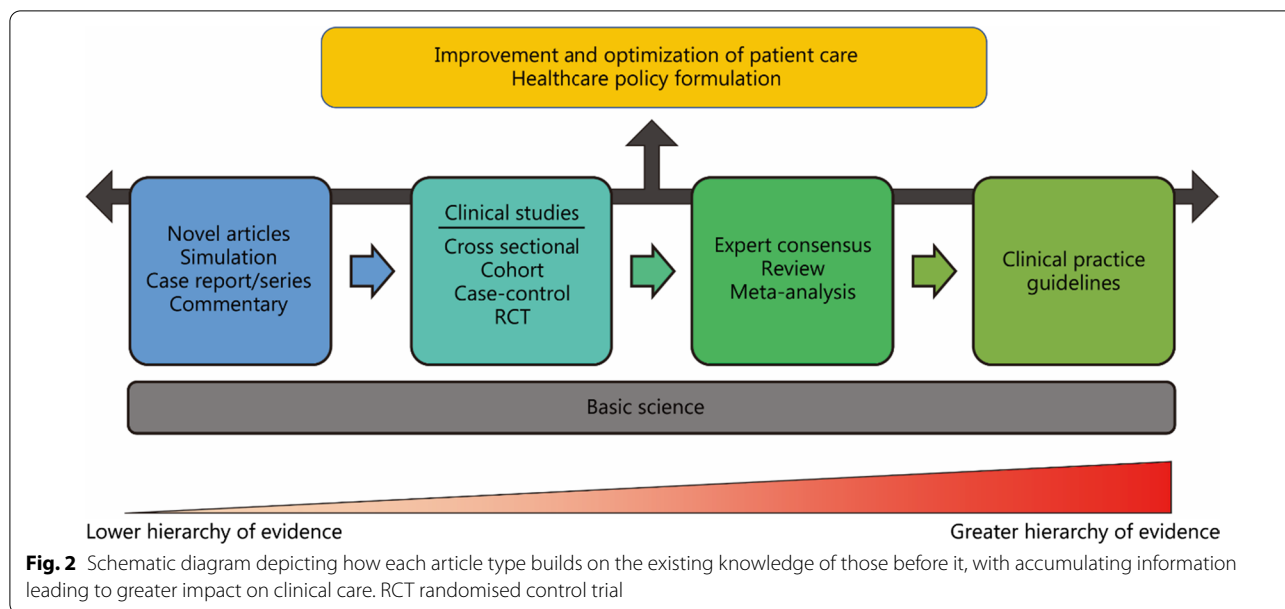 Improvement and optimization of patient care
Healthcare policy formulation
Novel articles
Simulation
Case report/series
Commentary
Clinical studies
Cross sectional
Cohort
Case-control
RCT
Expert consensus
Review
Meta-analysis
Clinical practice
guidelines
Basic science
Lower hierarchy of evidence
Greater hierarchy of evidence
Fig. 2 Schematic diagram depicting how each article type builds on the existing knowledge of those before it, with accumulating information
leading to greater impact on clinical care. RCT randomised control trial